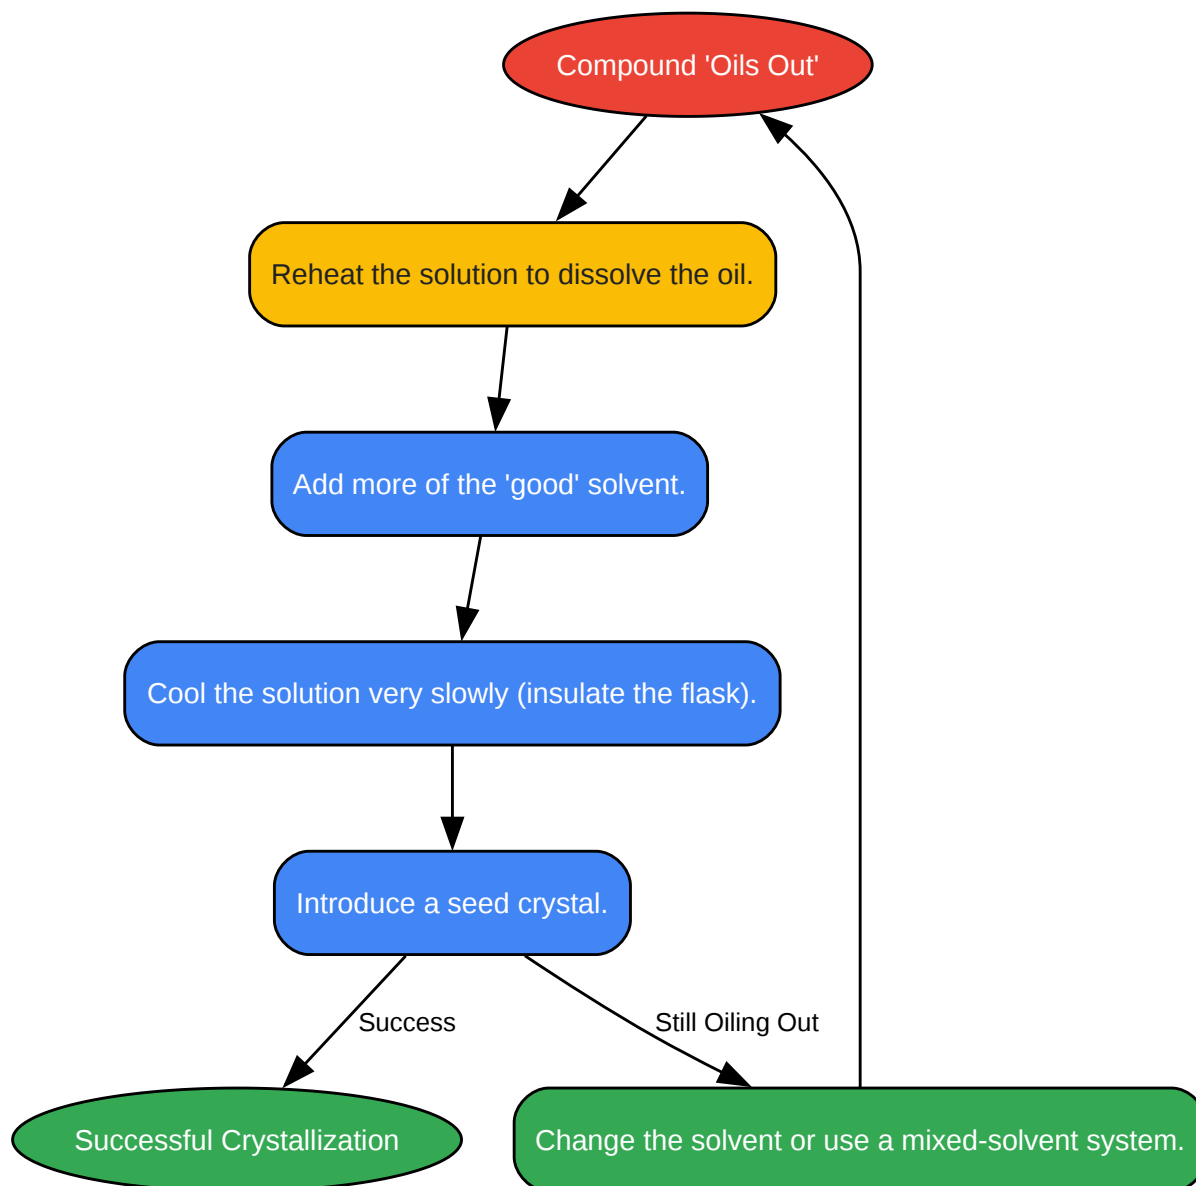 Compound 'Oils Out'
Reheat the solution to dissolve the oil.
Add more of the 'good' solvent.
Cool the solution very slowly (insulate the flask).
Introduce a seed crystal.
Success
Still Oiling Out
Successful Crystallization
Change the solvent or use a mixed-solvent system.